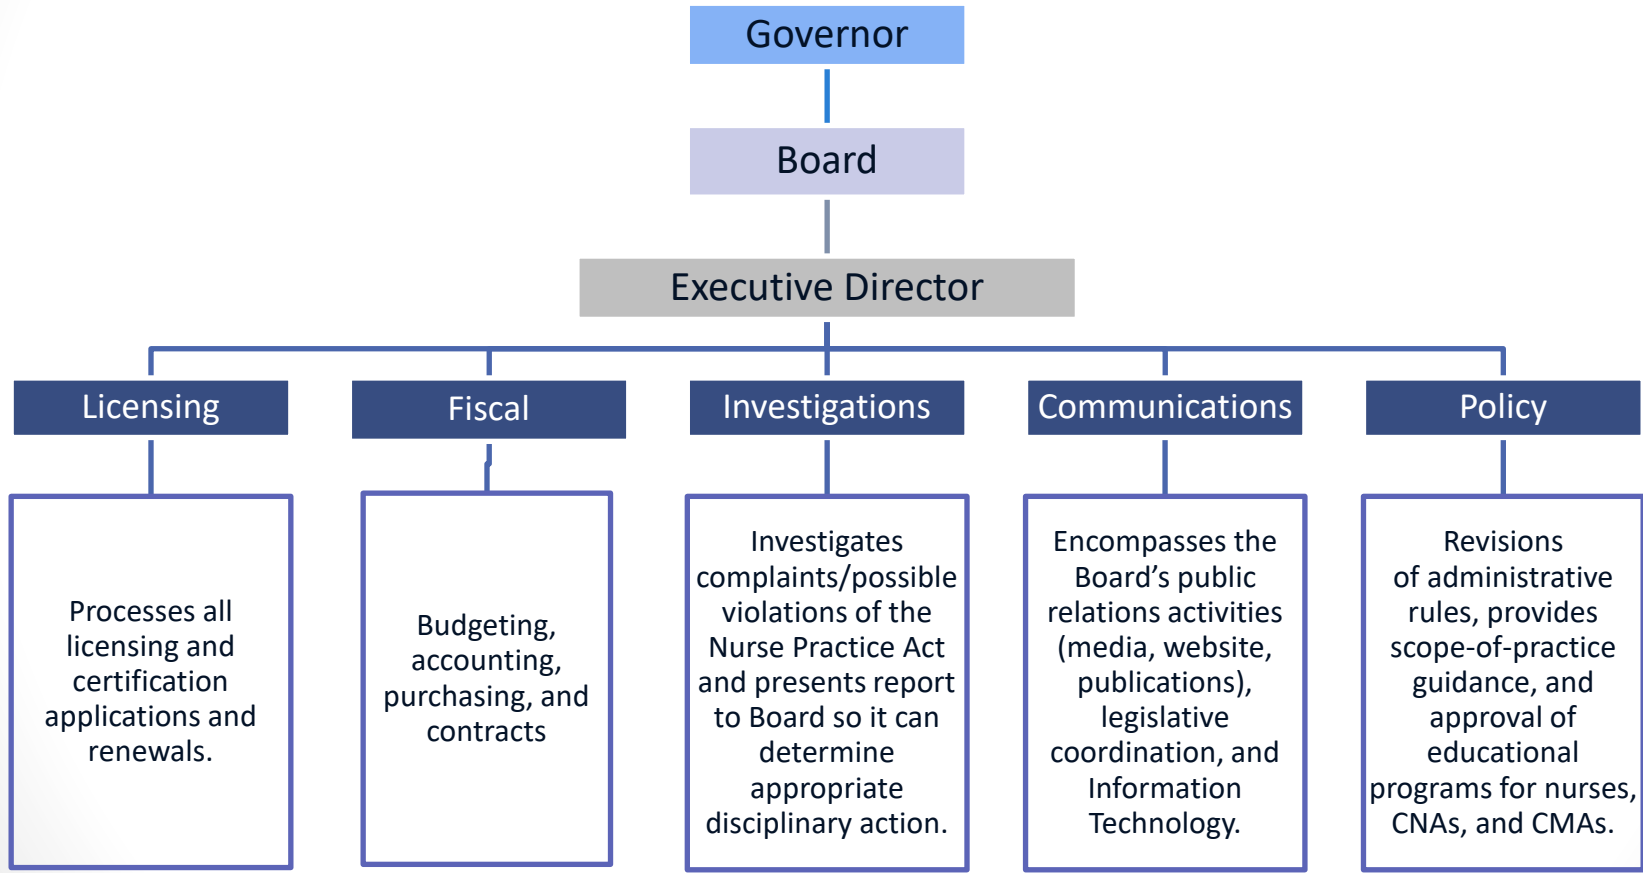 Governor
Board
Executive Director
Licensing
Fiscal
Investigations
Communications
Policy
Processes all
licensing and
certification
applications and
renewals.
Budgeting,
accounting,
purchasing, and
contracts
Investigates
complaints/possible
violations of the
Nurse Practice Act
and presents report
to Board so it can
determine
appropriate
disciplinary action.
Encompasses the
Board’s public
relations activities
(media, website,
publications),
legislative
coordination, and
Information
Technology.
Revisions
of administrative
rules, provides
scope-of-practice
guidance, and
approval of
educational
programs for nurses,
CNAs, and CMAs.